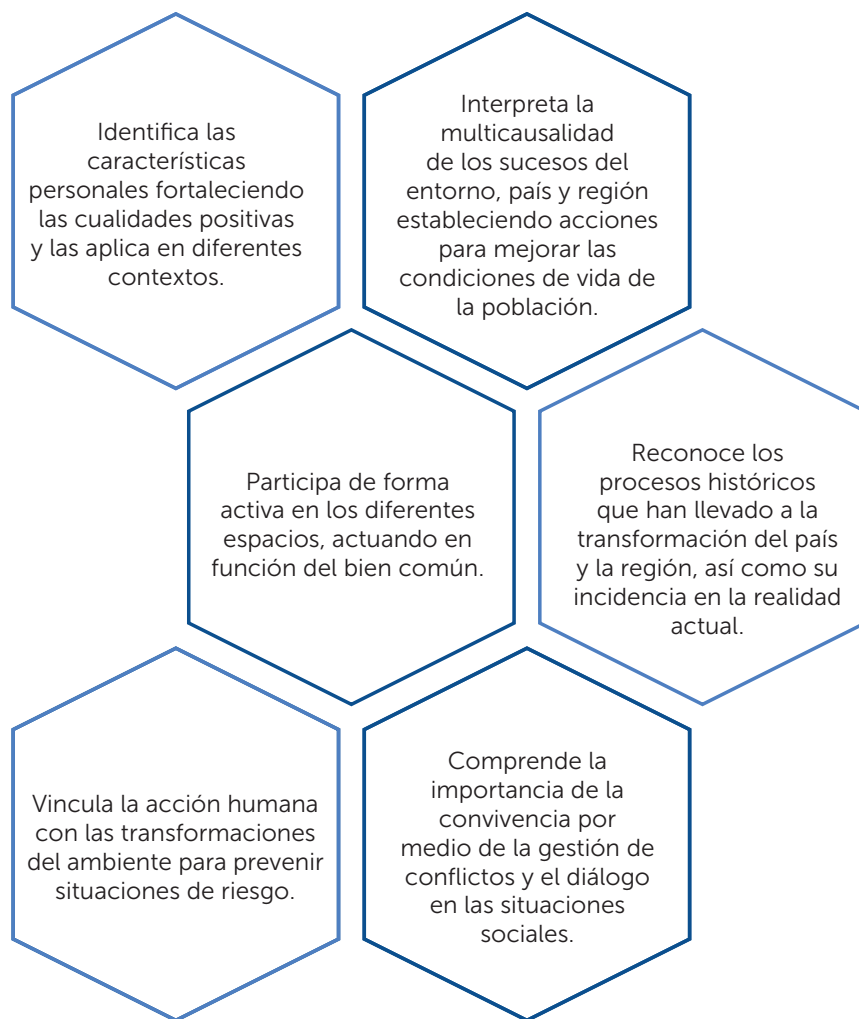 Identifica las
características
personales fortaleciendo
las cualidades positivas
y las aplica en diferentes
contextos.
Interpreta la
multicausalidad
de los sucesos del
entorno, país y región
estableciendo acciones
para mejorar las
condiciones de vida de
la población.
Participa de forma
activa en los diferentes
espacios, actuando en
función del bien común.
Reconoce los
procesos históricos
que han llevado a la
transformación del país
y la región, así como su
incidencia en la realidad
actual.
Vincula la acción humana
con las transformaciones
del ambiente para prevenir
situaciones de riesgo.
Comprende la
importancia de la
convivencia por
medio de la gestión de
conflictos y el diálogo
en las situaciones
sociales.